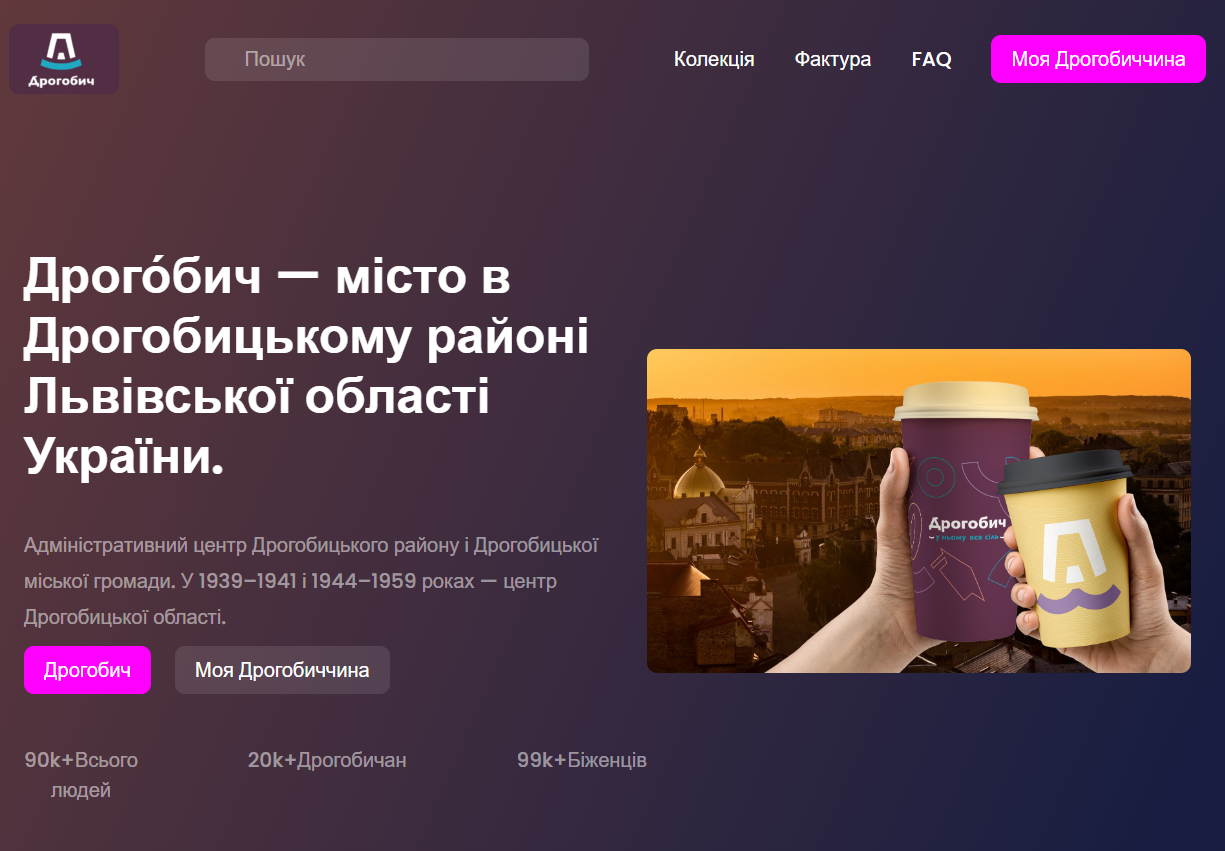 Дрогобич
Пошук
Колекція
Фактура
FAQ
Моя Дрогобиччина
Дрого́бич — місто в
Дрогобицькому районі
Львівської області
України.
Адміністративний центр Дрогобицького району і Дрогобицької
міської громади. У 1939–1941 і 1944–1959 роках — центр
Дрогобицької області.
Дрогобич
Моя Дрогобиччина
90k+Всього
людей
20k+Дрогобичан
99k+Біженців
Дрогобич
у ньому вся сіль